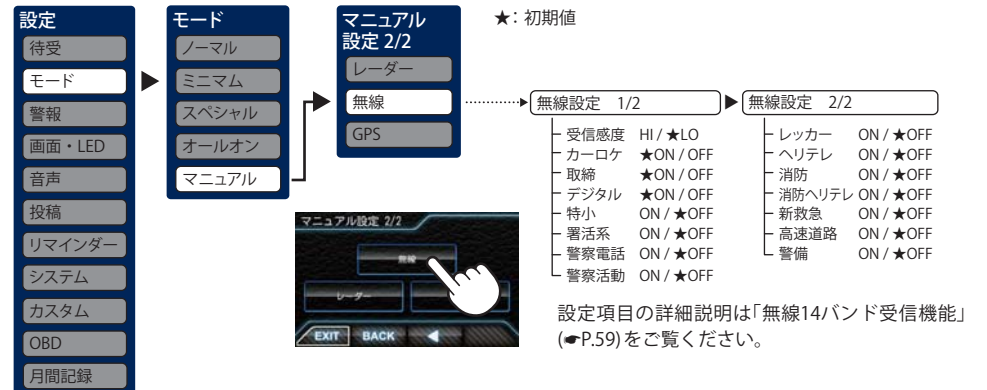 設定
待受
モード
警報
画面・LED
音声
投稿
リマインダー
システム
カスタム
OBD
月間記録
モード
ノーマル
ミニマム
スペシャル
オールオン
マニュアル
マニュアル
設定 2/2
レーダー
無線
GPS
★：初期値
無線設定 1/2
受信感度 HI / ★LO
カーロケ ★ON / OFF
取締 ★ON / OFF
デジタル ★ON / OFF
特小 ON / ★OFF
署活系 ON / ★OFF
警察電話 ON / ★OFF
警察活動 ON / ★OFF
無線設定 2/2
レッカー ON / ★OFF
ヘリテレ ON / ★OFF
消防 ON / ★OFF
消防ヘリテレ ON / ★OFF
新救急 ON / ★OFF
高速道路 ON / ★OFF
警備 ON / ★OFF
マニュアル設定 2/2
無線
レーダー
EXIT BACK ◀
設定項目の詳細説明は「無線14バンド受信機能」
(☛P.59)をご覧ください。